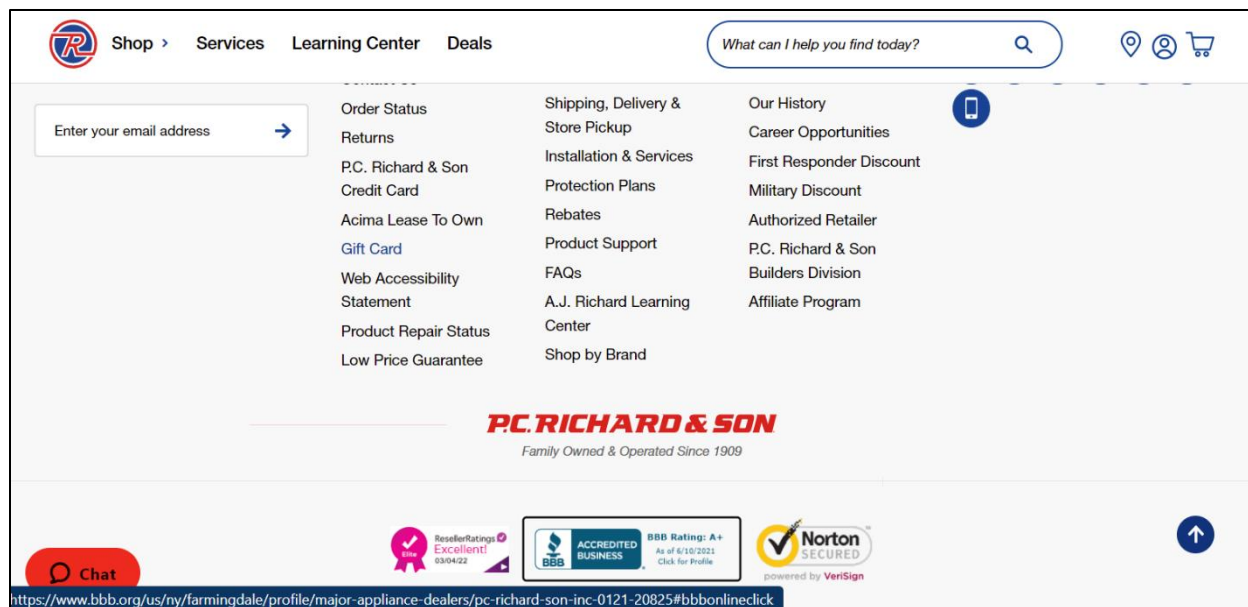 Shop >
Services
Learning Center
Deals
What can I help you find today?
Enter your email address
Order Status
Returns
P.C. Richard & Son
Credit Card
Acima Lease To Own
Gift Card
Web Accessibility
Statement
Product Repair Status
Low Price Guarantee
Shipping, Delivery &
Store Pickup
Installation & Services
Protection Plans
Rebates
Product Support
FAQs
A.J. Richard Learning
Center
Shop by Brand
Our History
Career Opportunities
First Responder Discount
Military Discount
Authorized Retailer
P.C. Richard & Son
Builders Division
Affiliate Program
P.C. RICHARD & SON
Family Owned & Operated Since 1909
Elite
ResellerRatings
Excellent!
03/04/22
BBB
ACCREDITED
BUSINESS
BBB Rating: A+
As of 6/10/2021
Click for Profile
Norton
SECURED
powered by VeriSign
Chat
https://www.bbb.org/us/ny/farmingdale/profile/major-appliance-dealers/pc-richard-son-inc-0121-20825#bbbonlineclick